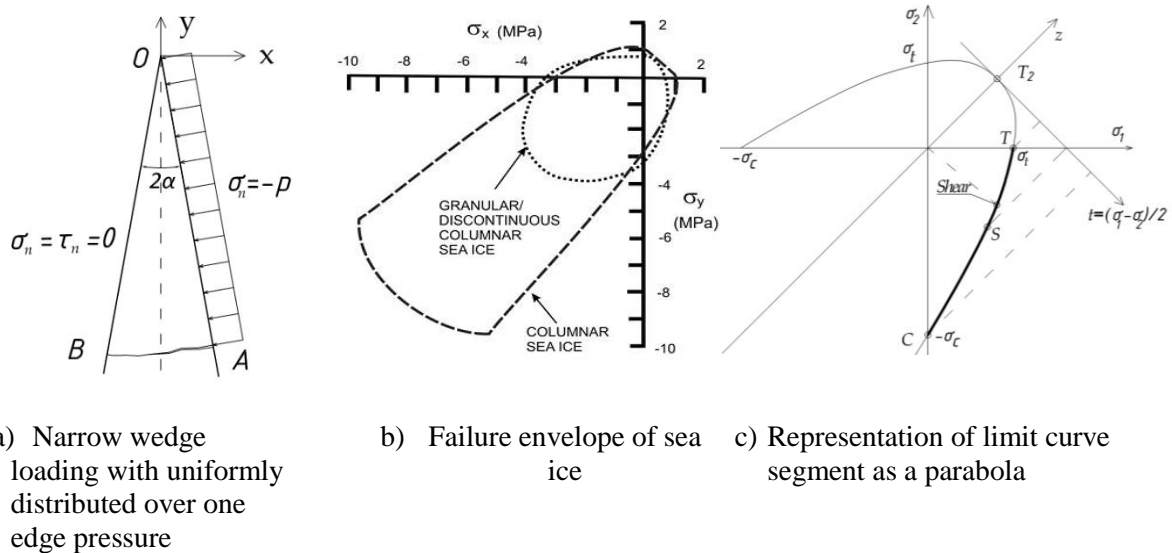 y
O
x
2α
σn = -p
σn = τn = 0
B
A
a) Narrow wedge
loading with uniformly
distributed over one
edge pressure
σx (MPa)
2
-10 -8 -6 -4 2
-4
GRANULAR/
DISCONTINUOUS
COLUMNAR
SEA ICE
σy
(MPa)
-6
-8
COLUMNAR
SEA ICE
-10
b) Failure envelope of sea
ice
σ2
z
σt
T2
-σc
T
σ1
σt
Shear
t=(σ1-σ2)/2
S
C
-σc
c) Representation of limit curve
segment as a parabola